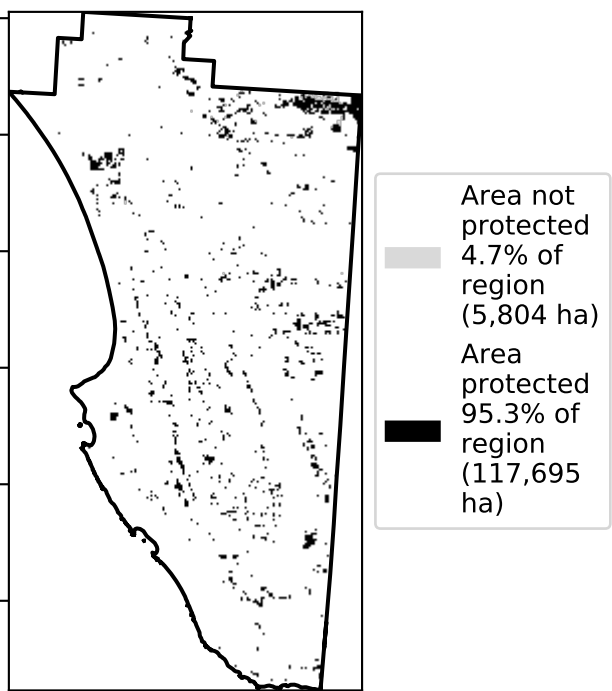 Area not
protected
4.7% of
region
(5,804 ha)
Area
protected
95.3% of
region
(117,695
ha)